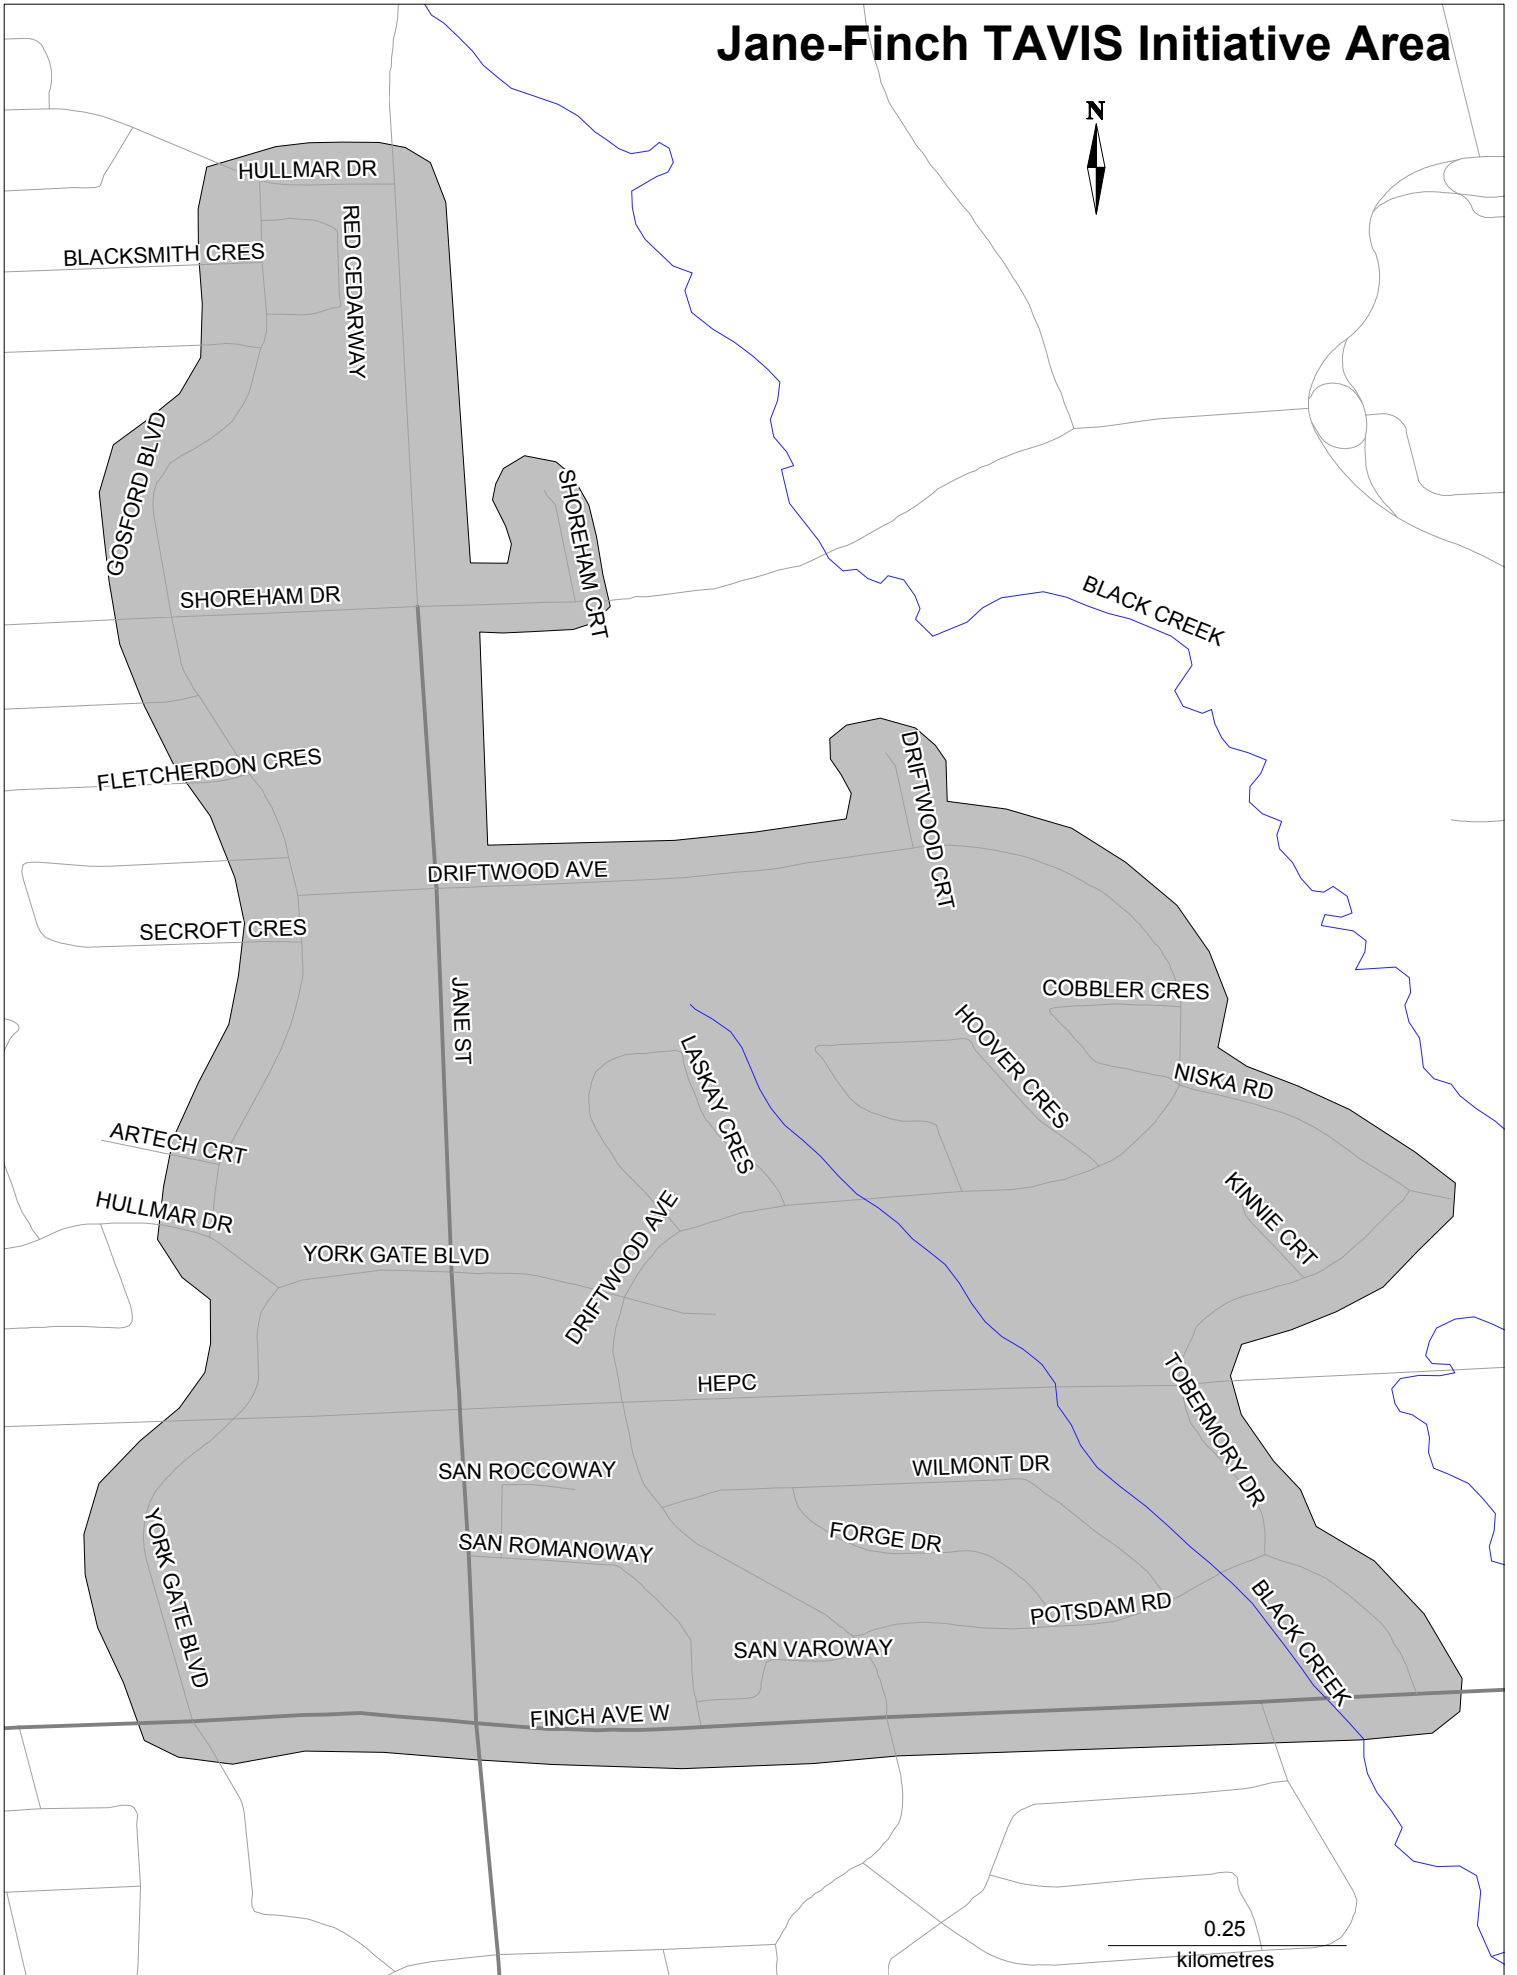 Jane-Finch TAVIS Initiative Area
N
HULLMAR DR
RED CEDARWAY
BLACKSMITH CRES
GOSFORD BLVD
SHOREHAM CRT
SHOREHAM DR
BLACK CREEK
FLETCHERDON CRES
DRIFTWOOD CRT
DRIFTWOOD AVE
SECROFT CRES
JANE ST
COBBLER CRES
HOOVER CRES
LASKAY CRES
NISKA RD
ARTECH CRT
HULLMAR DR
KINNIE CRT
YORK GATE BLVD
DRIFTWOOD AVE
HEPC
TOBERMORY DR
SAN ROCCOWAY
WILMONT DR
SAN ROMANOWAY
FORGE DR
YORK GATE BLVD
POTSDAM RD
BLACK CREEK
SAN VAROWAY
FINCH AVE W
0.25
kilometres